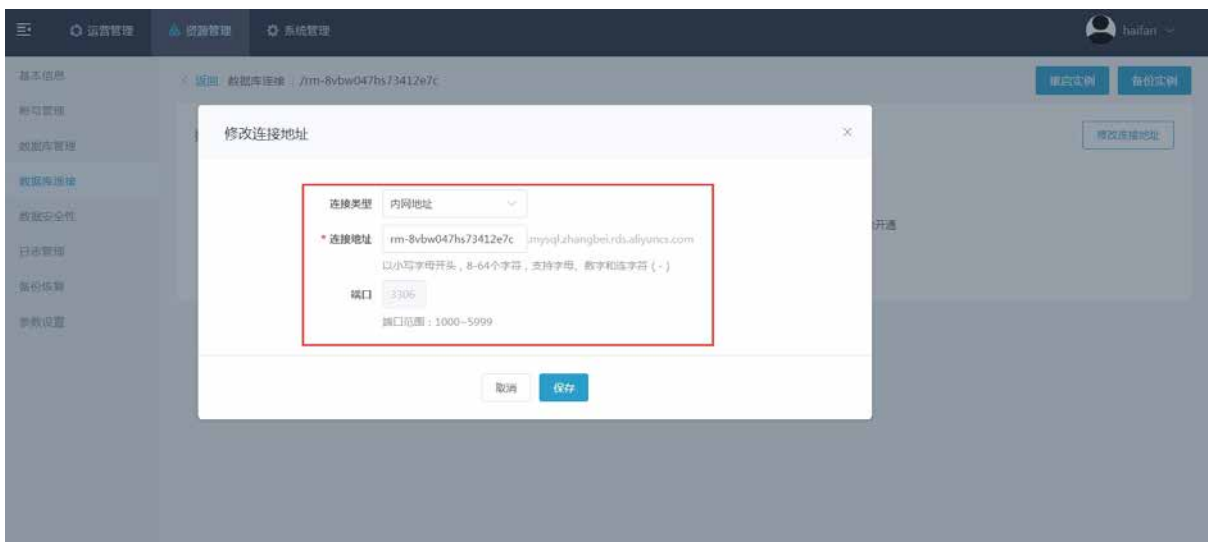 运营管理 资源管理 系统管理 haifan
基本信息
帐号管理
数据库管理
数据库连接
数据安全性
日志管理
备份恢复
参数设置
返回 数据库连接 : /rm-8vbw047hs73412e7c
重启实例 备份实例
修改连接地址
修改连接地址
连接类型 内网地址
* 连接地址 rm-8vbw047hs73412e7c .mysql.zhangbei.rds.aliyuncs.com
以小写字母开头，8-64个字符，支持字母、数字和连字符 ( - )
端口 3306
端口范围：1000~5999
开通
取消 保存